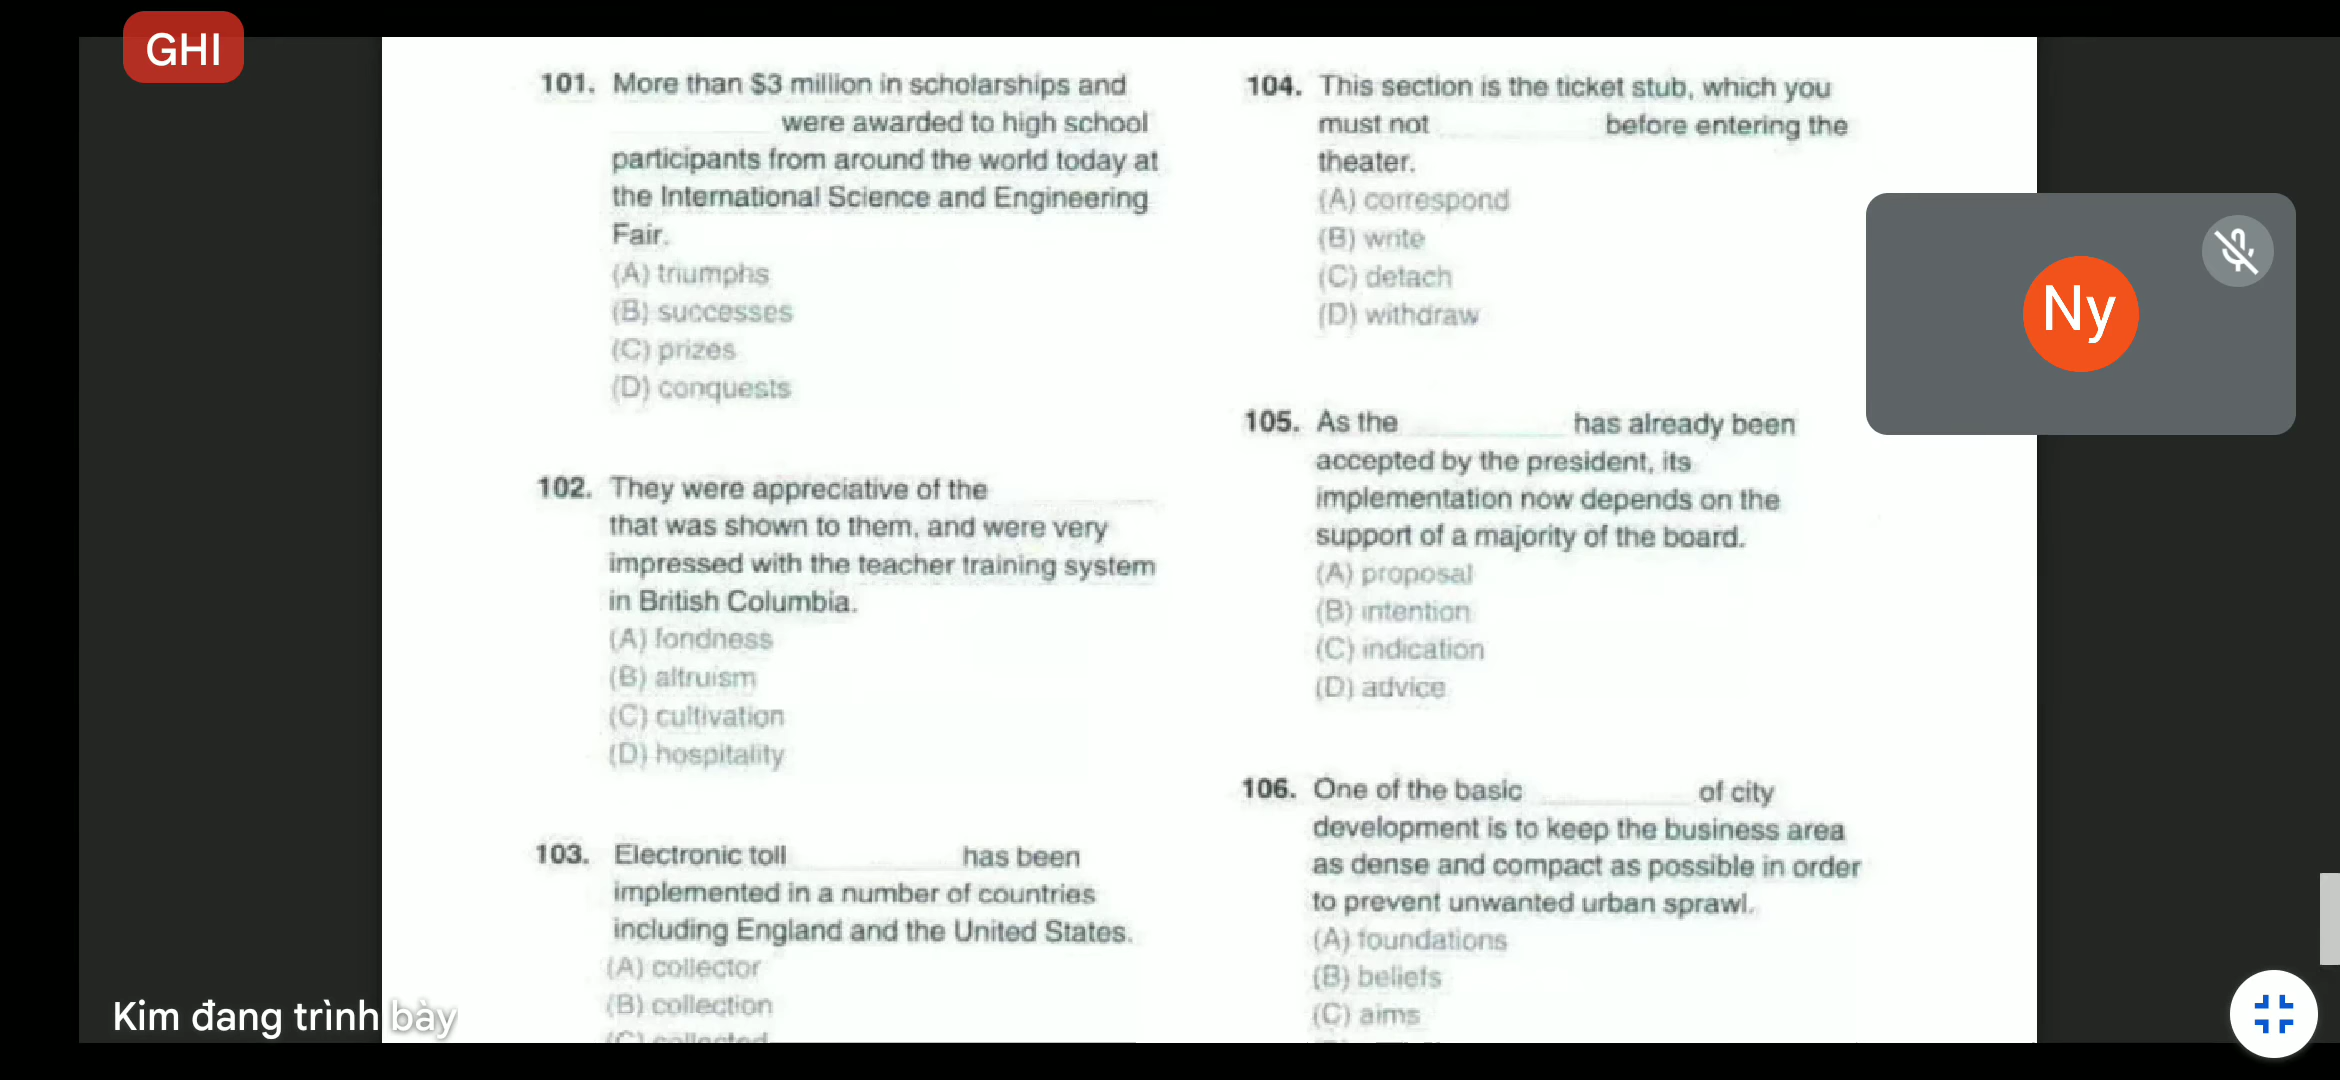 GHI
101. More than $3 million in scholarships and
were awarded to high school
participants from around the world today at
the International Science and Engineering
Fair.
(A) triumphs
(B) successes
(C) prizes
(D) conquests
102. They were appreciative of the
that was shown to them, and were very
impressed with the teacher training system
in British Columbia.
(A) fondness
(B) altruism
(C) cultivation
(D) hospitality
103. Electronic toll has been
implemented in a number of countries
including England and the United States.
(A) collector
(B) collection
(C) collected
104. This section is the ticket stub, which you
must not before entering the
theater.
(A) correspond
(B) write
(C) detach
(D) withdraw
105. As the has already been
accepted by the president, its
implementation now depends on the
support of a majority of the board.
(A) proposal
(B) intention
(C) indication
(D) advice
106. One of the basic of city
development is to keep the business area
as dense and compact as possible in order
to prevent unwanted urban sprawl.
(A) foundations
(B) beliefs
(C) aims
Ny
Kim đang trình bày